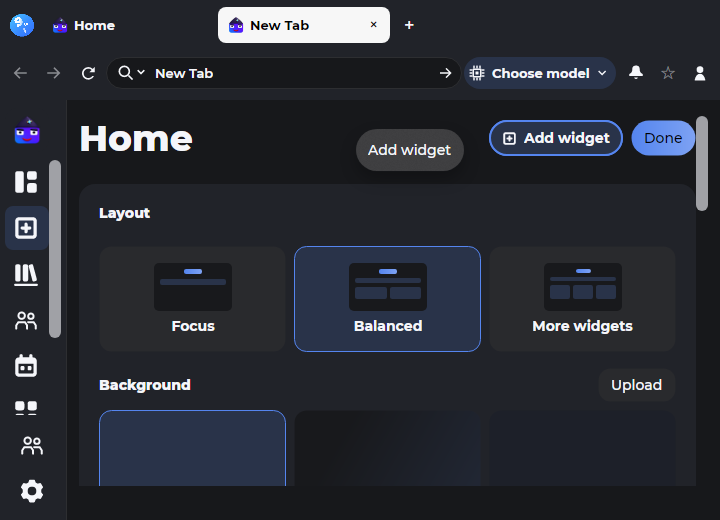 Home
New Tab
New Tab
Choose model
Home
Add widget
Add widget
Done
Layout
Focus
Balanced
More widgets
Background
Upload